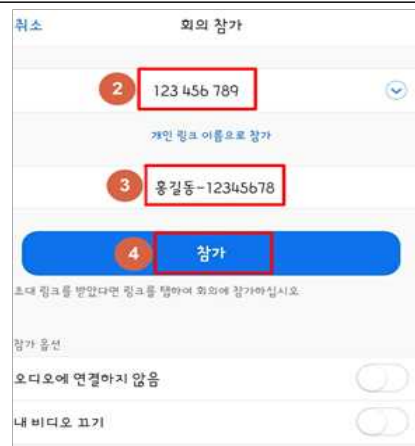 취소 회의 참가
2 123 456 789
개인 링크 이름으로 참가
3 홍길동-12345678
4 참가
초대 링크를 받았다면 링크를 탭하여 회의에 참가하십시오
참가 옵션
오디오에 연결하지 않음
내 비디오 끄기